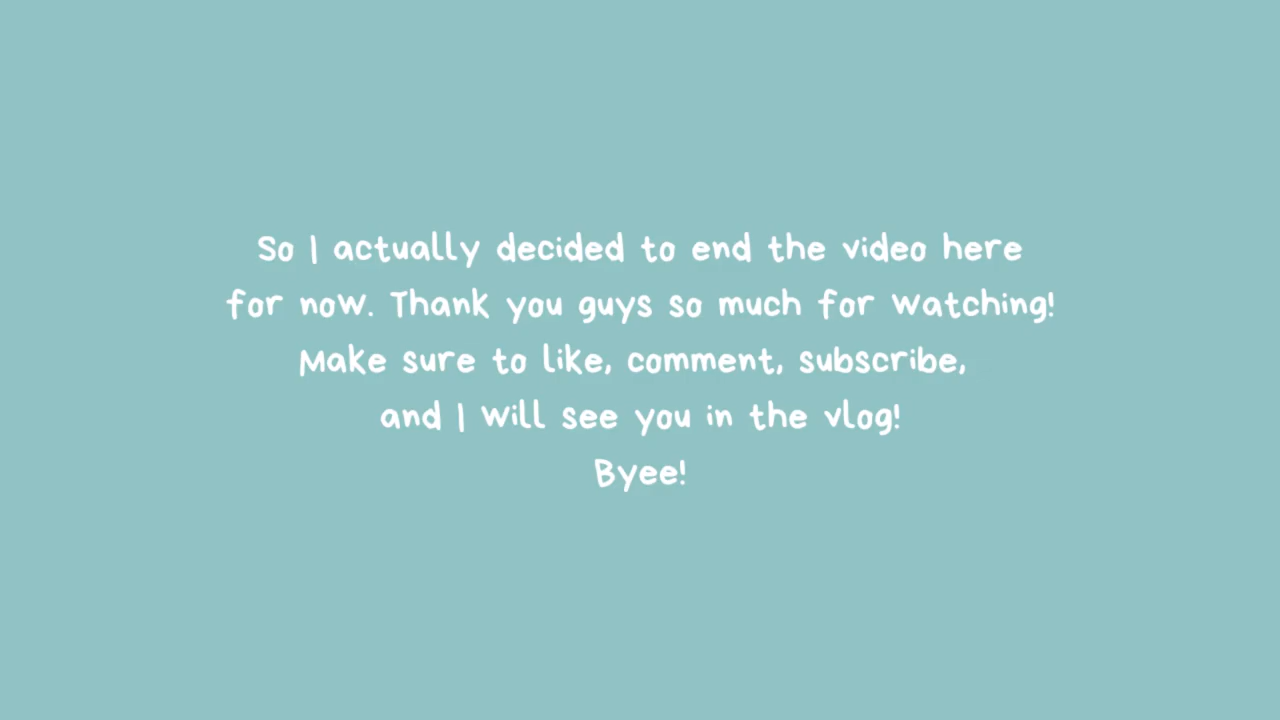 So I actually decided to end the video here
for now. Thank you guys so much for watching!
Make sure to like, comment, subscribe,
and I will see you in the vlog!
Byee!